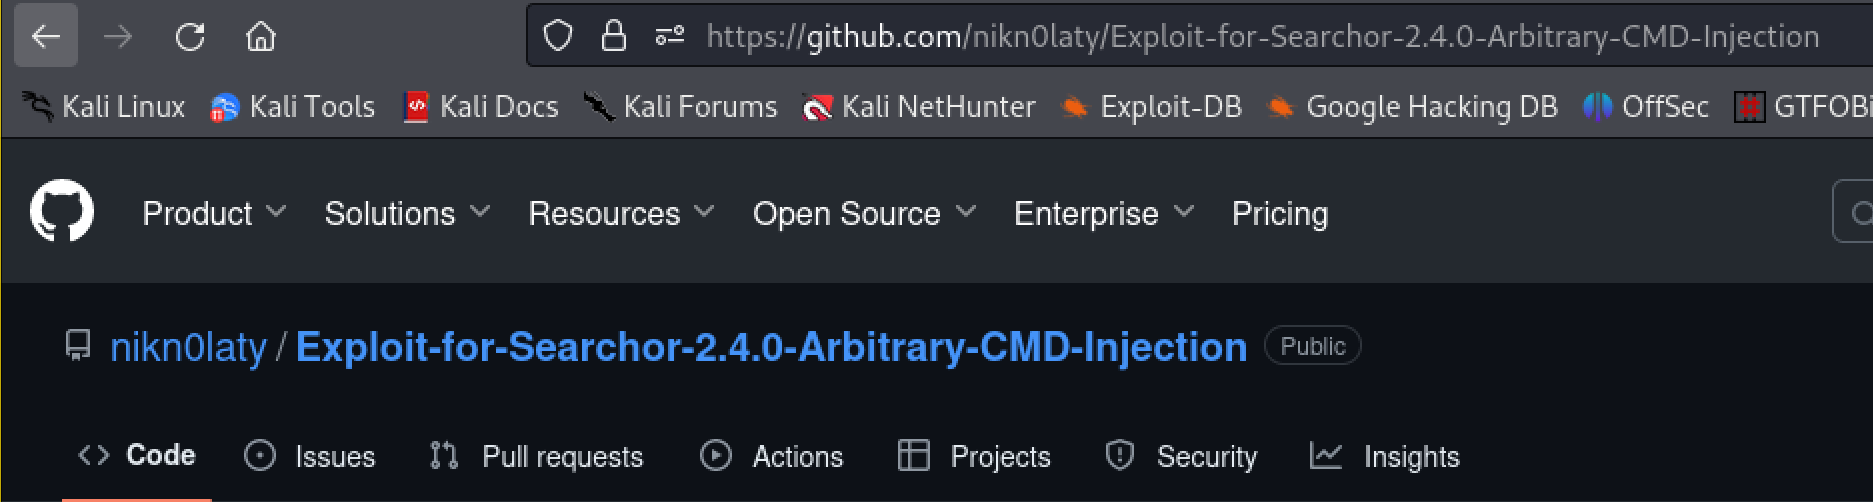 https://github.com/nikn0laty/Exploit-for-Searchor-2.4.0-Arbitrary-CMD-Injection
Kali Linux Kali Tools Kali Docs Kali Forums Kali NetHunter Exploit-DB Google Hacking DB OffSec GTFOBi
Product Solutions Resources Open Source Enterprise Pricing
nikn0laty / Exploit-for-Searchor-2.4.0-Arbitrary-CMD-Injection Public
Code Issues Pull requests Actions Projects Security Insights